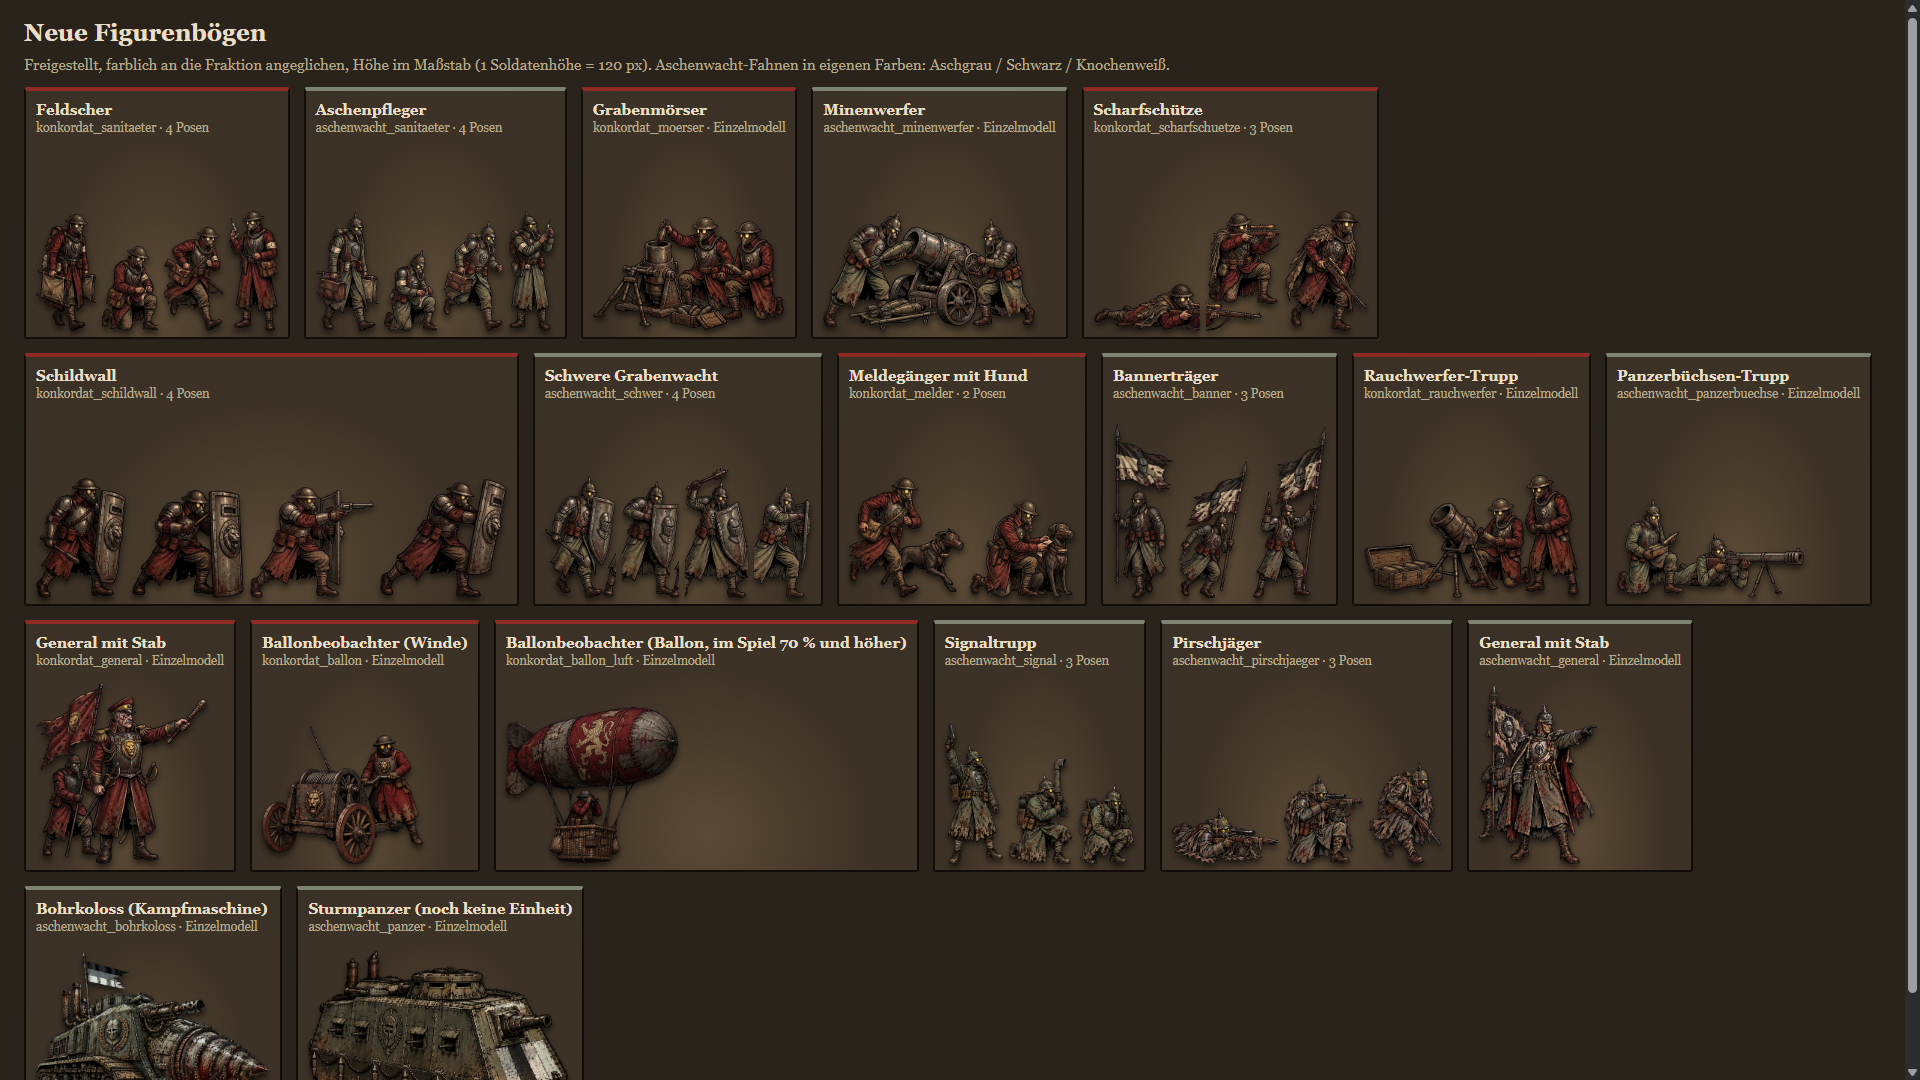 Neue Figurenbögen
Freigestellt, farblich an die Fraktion angeglichen, Höhe im Maßstab (1 Soldatenhöhe = 120 px). Aschenwacht-Fahnen in eigenen Farben: Aschgrau / Schwarz / Knochenweiß.
Feldscher
konkordat_sanitaeter · 4 Posen
Aschenpfleger
aschenwacht_sanitaeter · 4 Posen
Grabenmörser
konkordat_moerser · Einzelmodell
Minenwerfer
aschenwacht_minenwerfer · Einzelmodell
Scharfschütze
konkordat_scharfschuetze · 3 Posen
Schildwall
konkordat_schildwall · 4 Posen
Schwere Grabenwacht
aschenwacht_schwer · 4 Posen
Meldegänger mit Hund
konkordat_melder · 2 Posen
Bannerträger
aschenwacht_banner · 3 Posen
Rauchwerfer-Trupp
konkordat_rauchwerfer · Einzelmodell
Panzerbüchsen-Trupp
aschenwacht_panzerbuechse · Einzelmodell
General mit Stab
konkordat_general · Einzelmodell
Ballonbeobachter (Winde)
konkordat_ballon · Einzelmodell
Ballonbeobachter (Ballon, im Spiel 70 % und höher)
konkordat_ballon_luft · Einzelmodell
Signaltrupp
aschenwacht_signal · 3 Posen
Pirschjäger
aschenwacht_pirschjaeger · 3 Posen
General mit Stab
aschenwacht_general · Einzelmodell
Bohrkoloss (Kampfmaschine)
aschenwacht_bohrkoloss · Einzelmodell
Sturmpanzer (noch keine Einheit)
aschenwacht_panzer · Einzelmodell